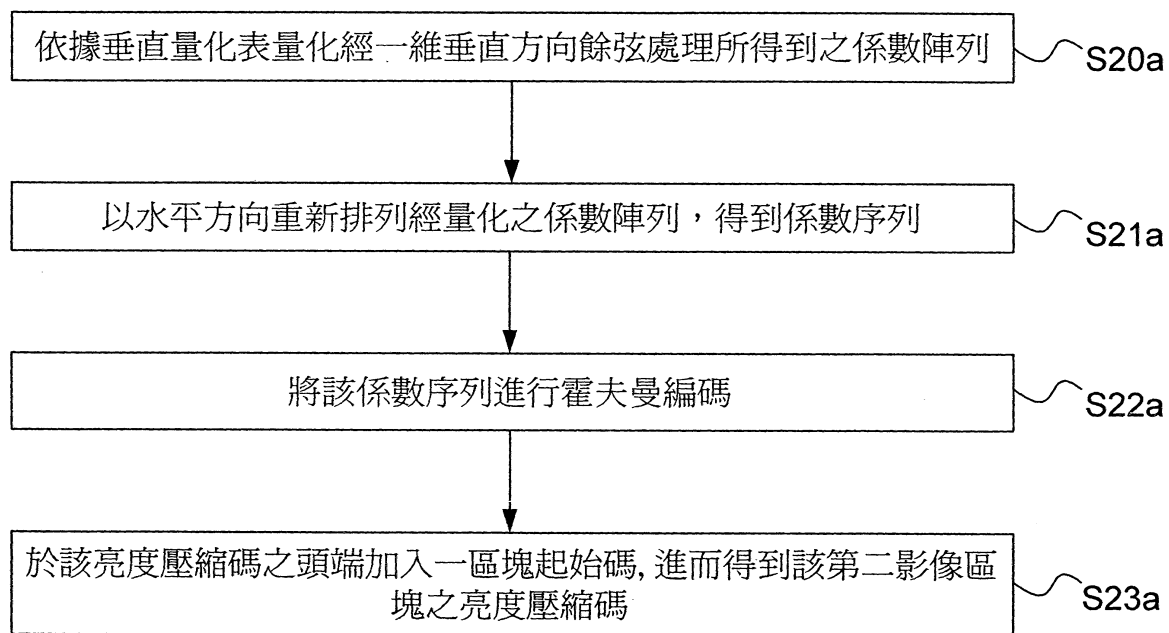 依據垂直量化表量化經一維垂直方向餘弦處理所得到之係數陣列
S20a
以水平方向重新排列經量化之係數陣列，得到係數序列
S21a
將該係數序列進行霍夫曼編碼
S22a
於該亮度壓縮碼之頭端加入一區塊起始碼, 進而得到該第二影像區
塊之亮度壓縮碼
S23a